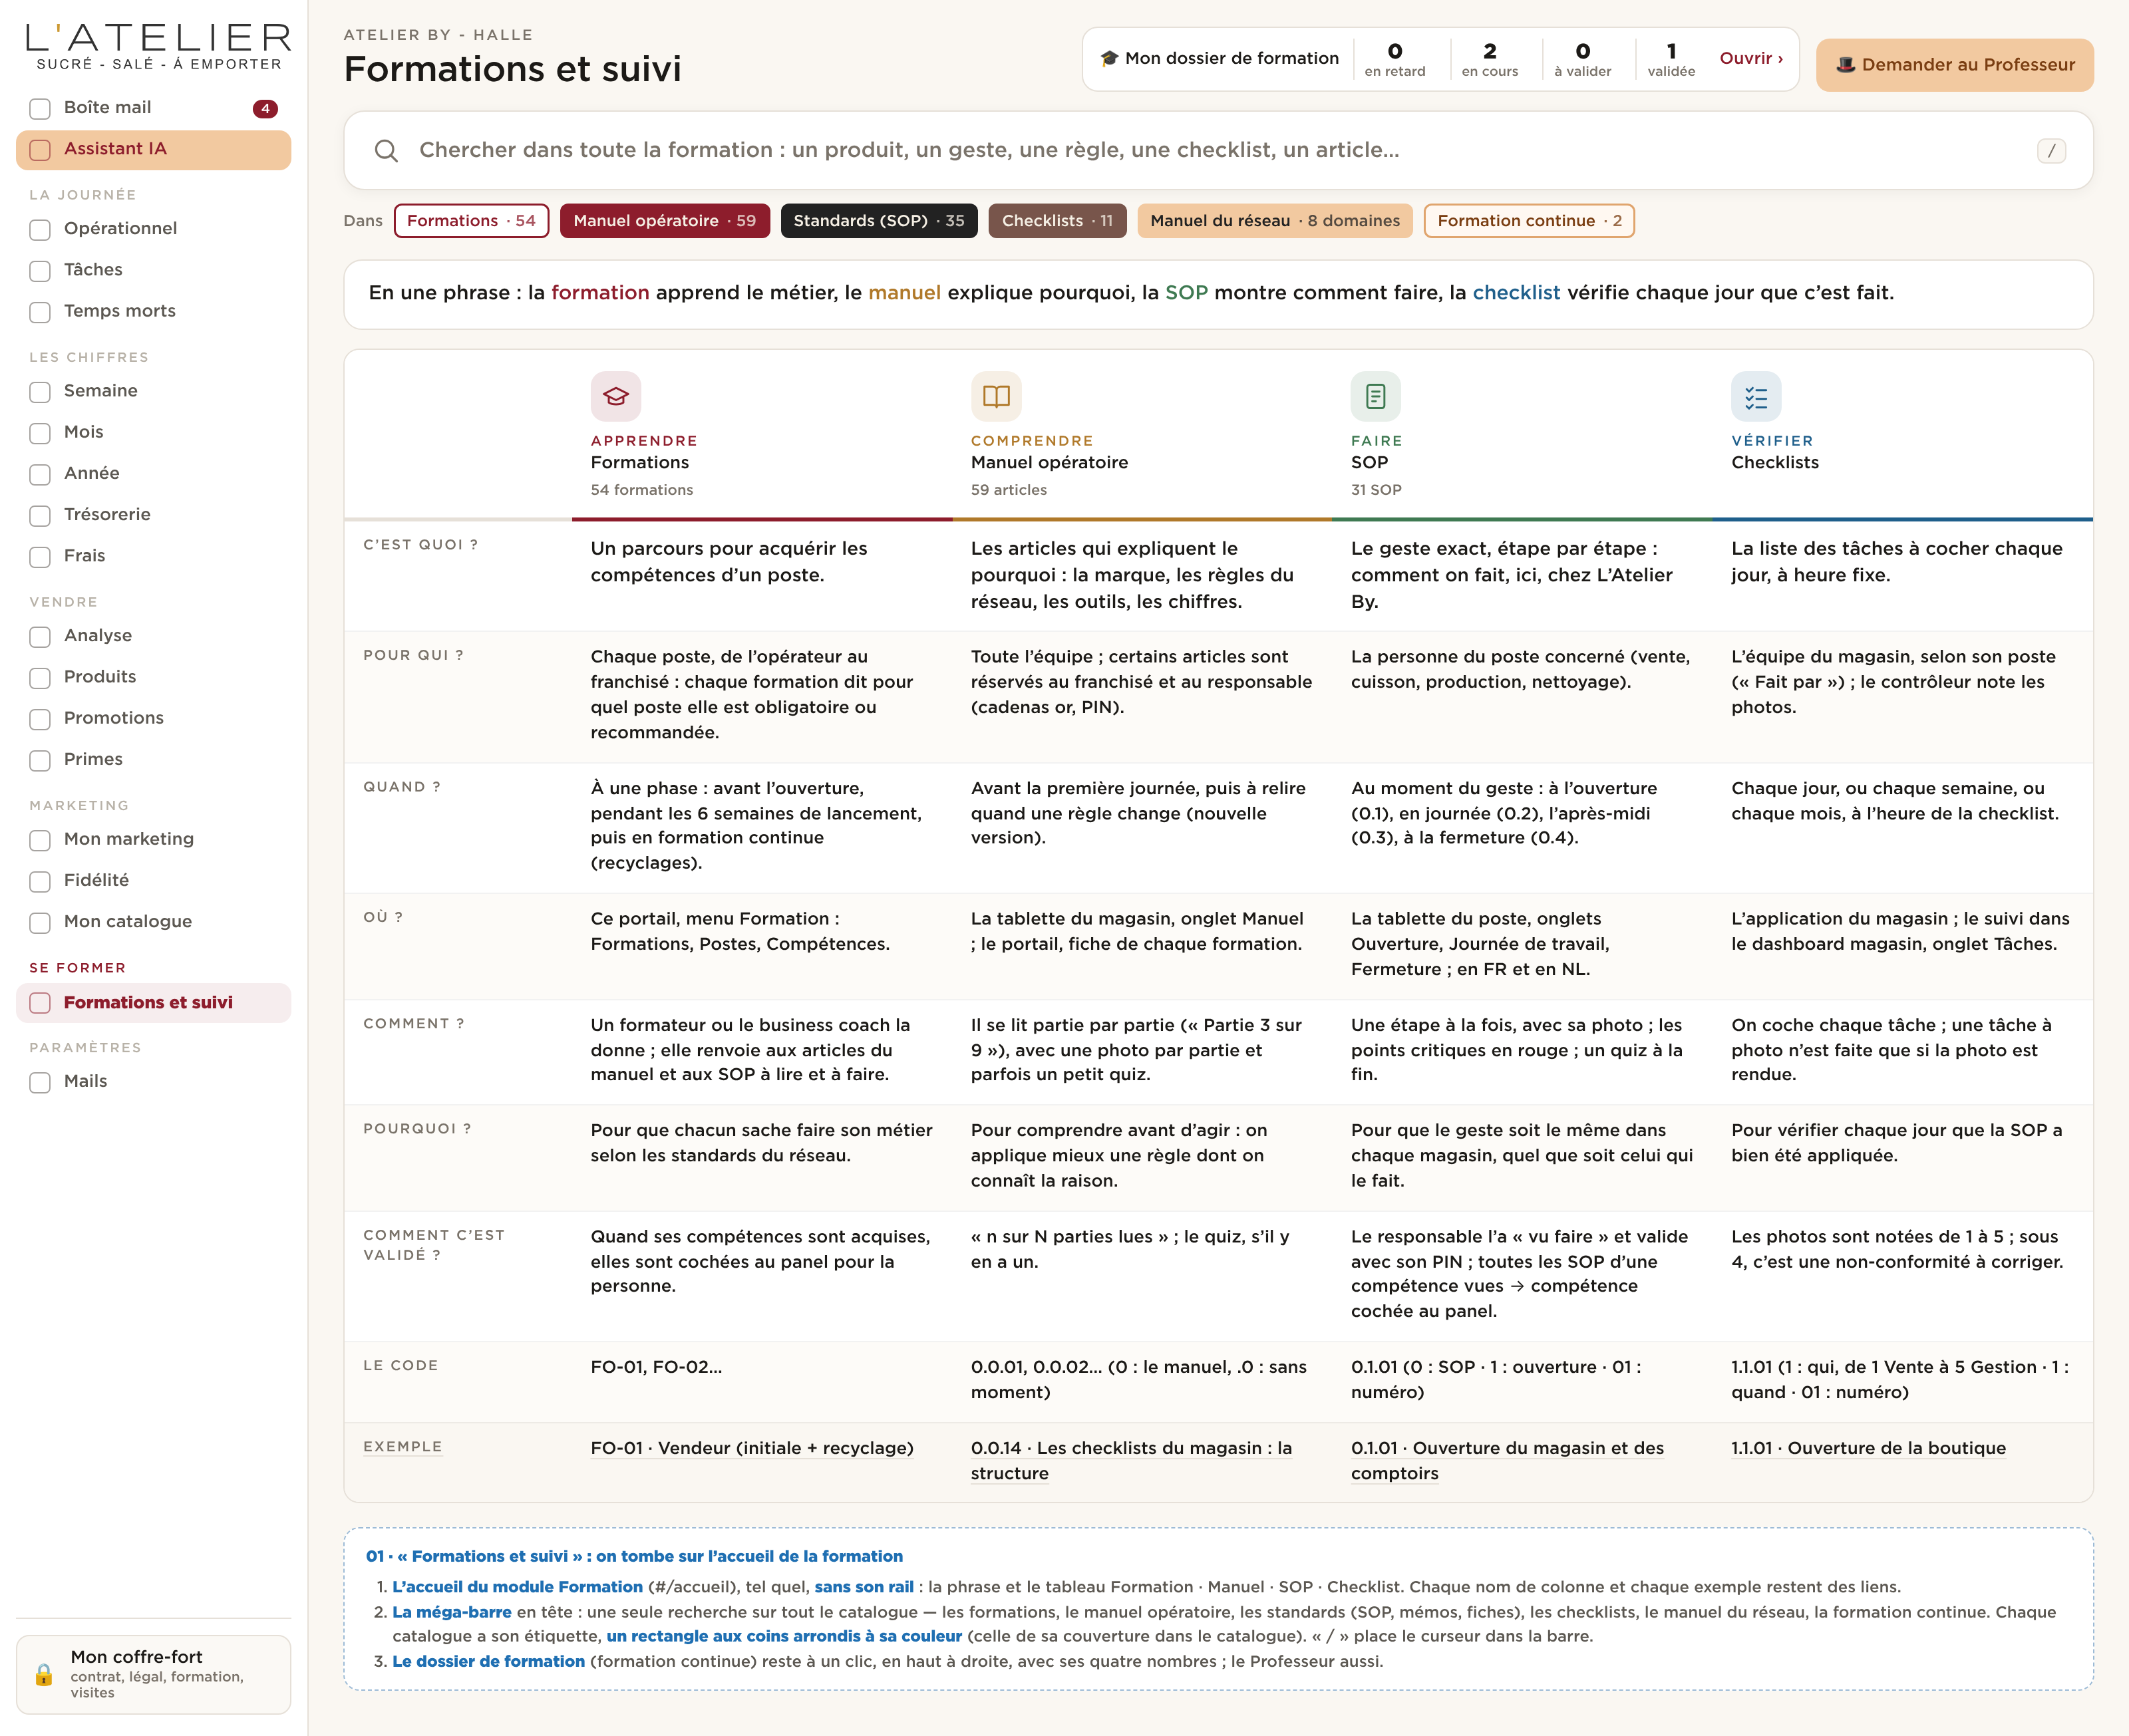 L'ATELIER
SUCRÉ - SALÉ - Á EMPORTER
Boîte mail 4
Assistant IA
LA JOURNÉE
Opérationnel
Tâches
Temps morts
LES CHIFFRES
Semaine
Mois
Année
Trésorerie
Frais
VENDRE
Analyse
Produits
Promotions
Primes
MARKETING
Mon marketing
Fidélité
Mon catalogue
SE FORMER
Formations et suivi
PARAMÈTRES
Mails
Mon coffre-fort
contrat, légal, formation,
visites
ATELIER BY - HALLE
Formations et suivi
Mon dossier de formation
0
en retard
2
en cours
0
à valider
1
validée
Ouvrir ›
Demander au Professeur
Chercher dans toute la formation : un produit, un geste, une règle, une checklist, un article... /
Dans Formations · 54 Manuel opératoire · 59 Standards (SOP) · 35 Checklists · 11 Manuel du réseau · 8 domaines Formation continue · 2
En une phrase : la formation apprend le métier, le manuel explique pourquoi, la SOP montre comment faire, la checklist vérifie chaque jour que c’est fait.
APPRENDRE
Formations
54 formations
COMPRENDRE
Manuel opératoire
59 articles
FAIRE
SOP
31 SOP
VÉRIFIER
Checklists
C’EST QUOI ?
Un parcours pour acquérir les
compétences d’un poste.
Les articles qui expliquent le
pourquoi : la marque, les règles du
réseau, les outils, les chiffres.
Le geste exact, étape par étape :
comment on fait, ici, chez L’Atelier
By.
La liste des tâches à cocher chaque
jour, à heure fixe.
POUR QUI ?
Chaque poste, de l’opérateur au
franchisé : chaque formation dit pour
quel poste elle est obligatoire ou
recommandée.
Toute l’équipe ; certains articles sont
réservés au franchisé et au responsable
(cadenas or, PIN).
La personne du poste concerné (vente,
cuisson, production, nettoyage).
L’équipe du magasin, selon son poste
(« Fait par ») ; le contrôleur note les
photos.
QUAND ?
À une phase : avant l’ouverture,
pendant les 6 semaines de lancement,
puis en formation continue
(recyclages).
Avant la première journée, puis à relire
quand une règle change (nouvelle
version).
Au moment du geste : à l’ouverture
(0.1), en journée (0.2), l’après-midi
(0.3), à la fermeture (0.4).
Chaque jour, ou chaque semaine, ou
chaque mois, à l’heure de la checklist.
OÙ ?
Ce portail, menu Formation :
Formations, Postes, Compétences.
La tablette du magasin, onglet Manuel
; le portail, fiche de chaque formation.
La tablette du poste, onglets
Ouverture, Journée de travail,
Fermeture ; en FR et en NL.
L’application du magasin ; le suivi dans
le dashboard magasin, onglet Tâches.
COMMENT ?
Un formateur ou le business coach la
donne ; elle renvoie aux articles du
manuel et aux SOP à lire et à faire.
Il se lit partie par partie (« Partie 3 sur
9 »), avec une photo par partie et
parfois un petit quiz.
Une étape à la fois, avec sa photo ; les
points critiques en rouge ; un quiz à la
fin.
On coche chaque tâche ; une tâche à
photo n’est faite que si la photo est
rendue.
POURQUOI ?
Pour que chacun sache faire son métier
selon les standards du réseau.
Pour comprendre avant d’agir : on
applique mieux une règle dont on
connaît la raison.
Pour que le geste soit le même dans
chaque magasin, quel que soit celui qui
le fait.
Pour vérifier chaque jour que la SOP a
bien été appliquée.
COMMENT C’EST
VALIDÉ ?
Quand ses compétences sont acquises,
elles sont cochées au panel pour la
personne.
« n sur N parties lues » ; le quiz, s’il y
en a un.
Le responsable l’a « vu faire » et valide
avec son PIN ; toutes les SOP d’une
compétence vues → compétence
cochée au panel.
Les photos sont notées de 1 à 5 ; sous
4, c’est une non-conformité à corriger.
LE CODE
FO-01, FO-02...
0.0.01, 0.0.02... (0 : le manuel, .0 : sans
moment)
0.1.01 (0 : SOP · 1 : ouverture · 01 :
numéro)
1.1.01 (1 : qui, de 1 Vente à 5 Gestion · 1 :
quand · 01 : numéro)
EXEMPLE
FO-01 · Vendeur (initiale + recyclage)
0.0.14 · Les checklists du magasin : la
structure
0.1.01 · Ouverture du magasin et des
comptoirs
1.1.01 · Ouverture de la boutique
01 · « Formations et suivi » : on tombe sur l’accueil de la formation
1. L’accueil du module Formation (#/accueil), tel quel, sans son rail : la phrase et le tableau Formation · Manuel · SOP · Checklist. Chaque nom de colonne et chaque exemple restent des liens.
2. La méga-barre en tête : une seule recherche sur tout le catalogue — les formations, le manuel opératoire, les standards (SOP, mémos, fiches), les checklists, le manuel du réseau, la formation continue. Chaque
catalogue a son étiquette, un rectangle aux coins arrondis à sa couleur (celle de sa couverture dans le catalogue). « / » place le curseur dans la barre.
3. Le dossier de formation (formation continue) reste à un clic, en haut à droite, avec ses quatre nombres ; le Professeur aussi.